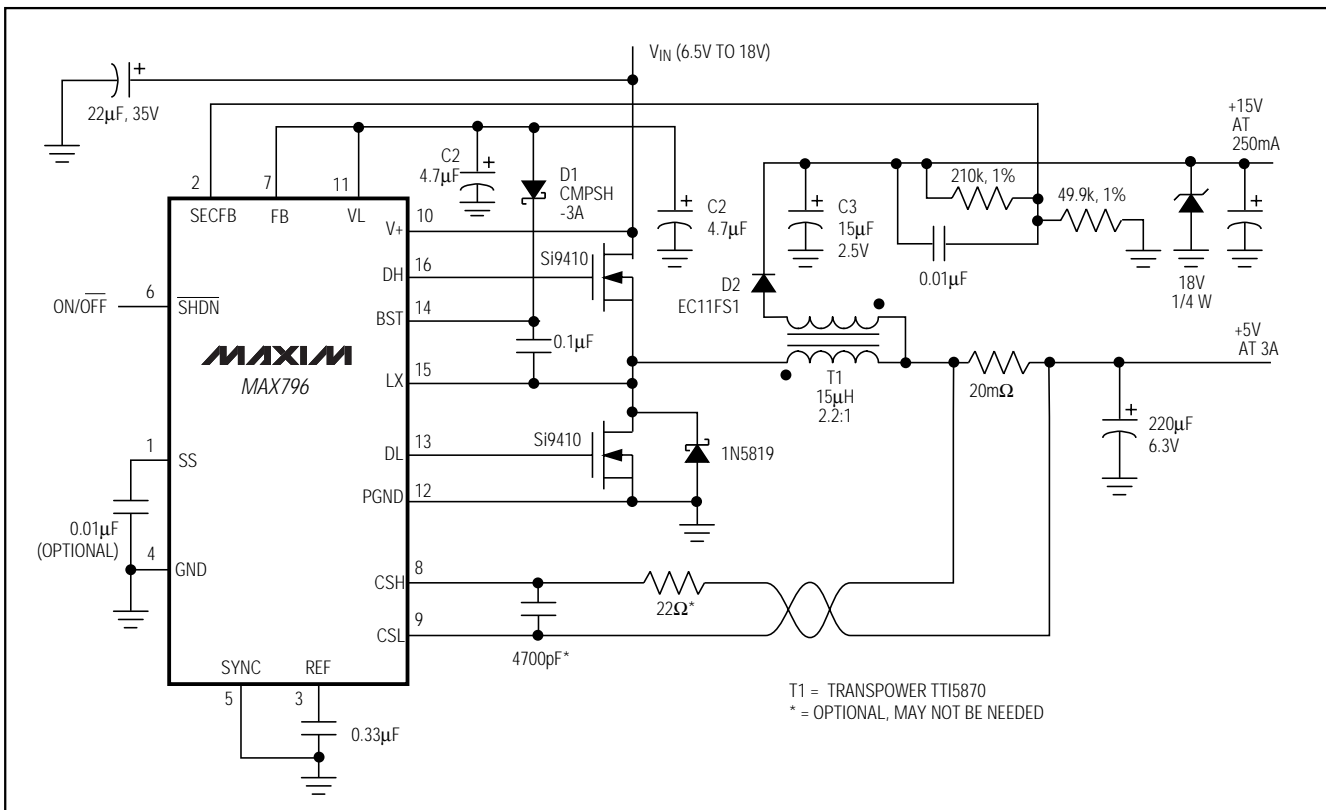 VIN (6.5V TO 18V)
22µF, 35V
+15V
AT
250mA
C2
4.7µF
D1
CMPSH
-3A
C2
4.7µF
C3
15µF
2.5V
210k, 1%
49.9k, 1%
0.01µF
18V
1/4 W
2
7
11
SECFB
FB
VL
V+
10
DH
16
Si9410
D2
EC11FS1
ON/OFF
6
SHDN
BST
14
0.1µF
MAXIM
MAX796
LX
15
T1
15µH
2.2:1
20mΩ
+5V
AT 3A
220µF
6.3V
1
SS
DL
13
Si9410
1N5819
PGND
12
0.01µF
(OPTIONAL)
4
GND
CSH
8
22Ω*
CSL
9
4700pF*
SYNC
REF
5
3
0.33µF
T1 = TRANSPOWER TTI5870
* = OPTIONAL, MAY NOT BE NEEDED